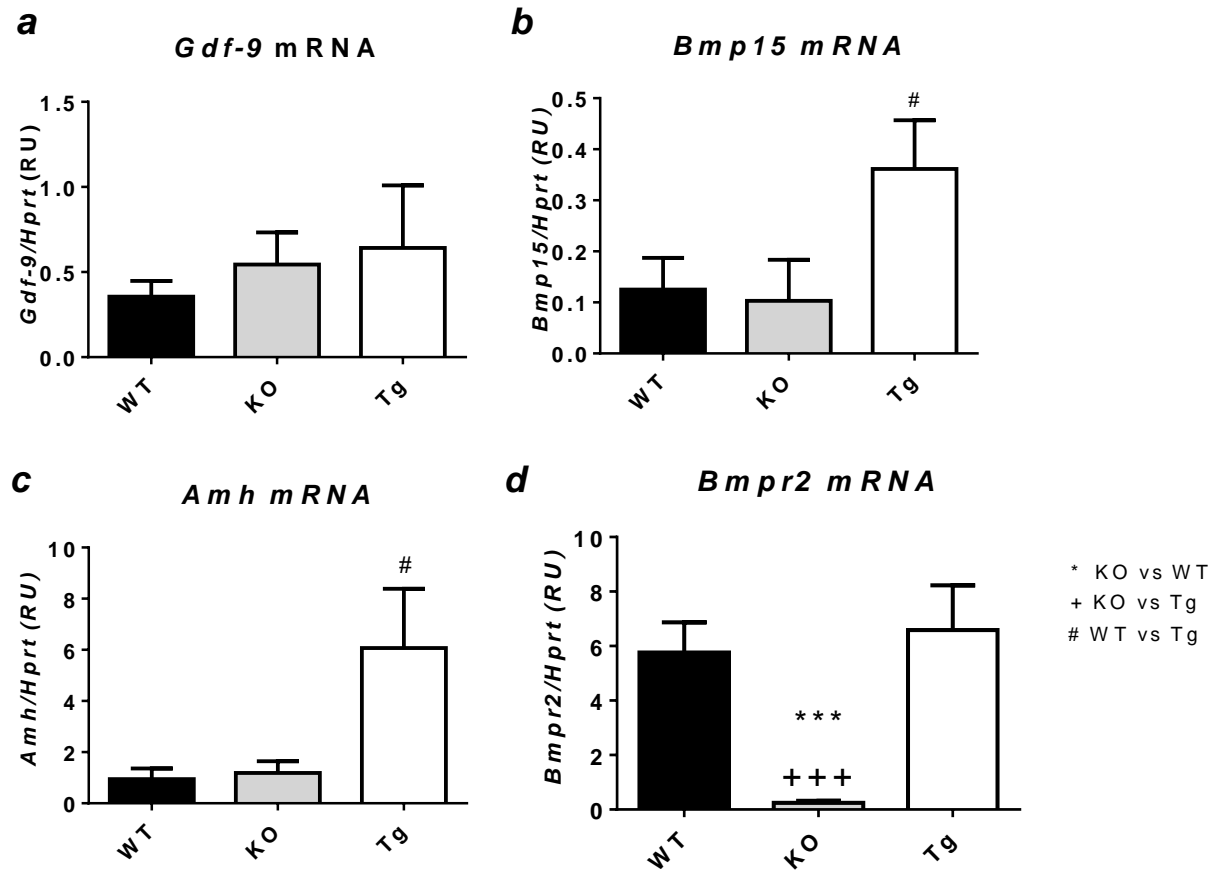 a
Gdf-9 mRNA
Gdf-9/Hprt (RU)
1.5
1.0
0.5
0.0
WT
KO
Tg
b
Bmp15 mRNA
Bmp15/Hprt (RU)
0.5
0.4
0.3
0.2
0.1
0.0
#
WT
KO
Tg
c
Amh mRNA
Amh/Hprt (RU)
10
8
6
4
2
0
#
WT
KO
Tg
d
Bmpr2 mRNA
Bmpr2/Hprt (RU)
10
8
6
4
2
0
***
+++
WT
KO
Tg
* KO vs WT
+ KO vs Tg
# WT vs Tg